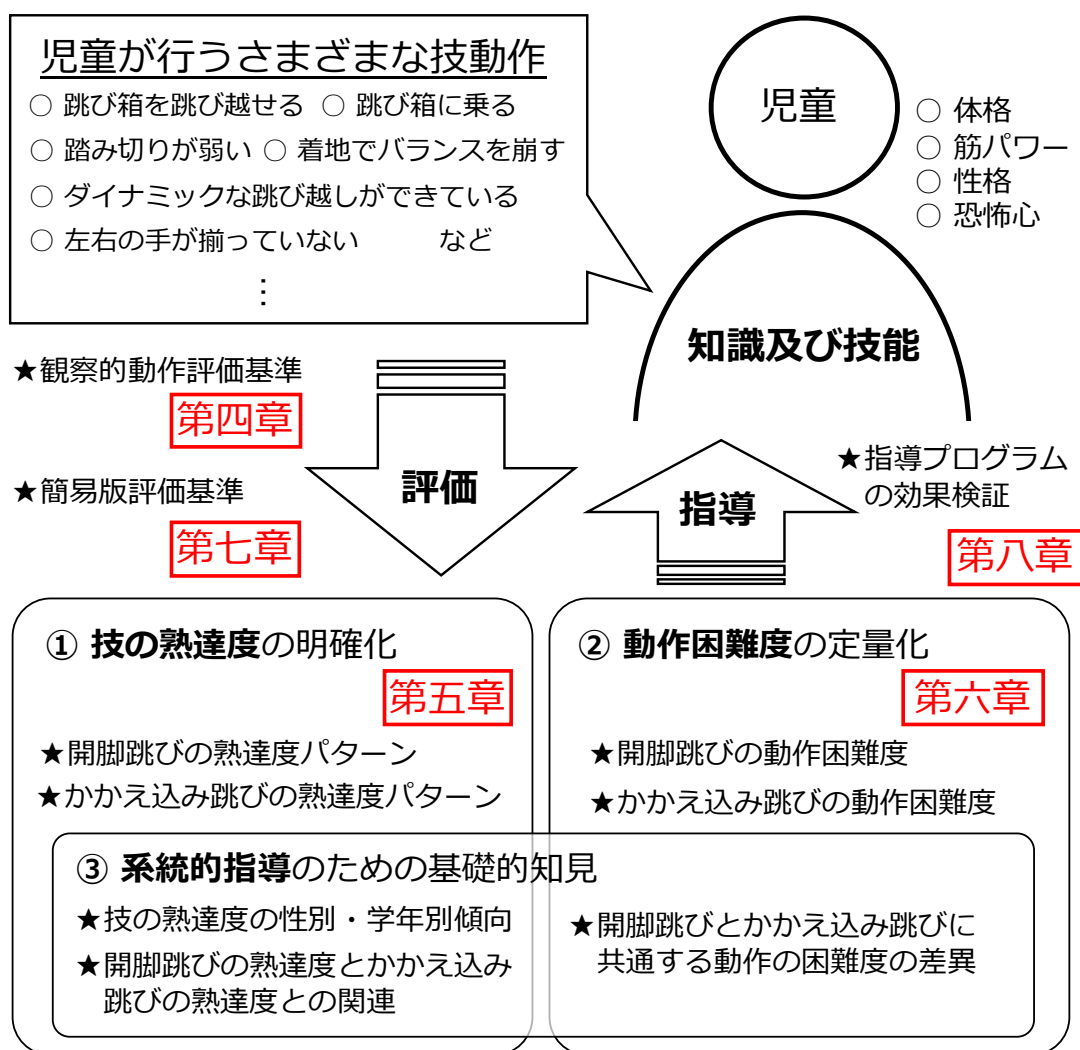 児童が行うさまざまな技動作
○ 跳び箱を跳び越せる ○ 跳び箱に乗る
○ 踏み切りが弱い ○ 着地でバランスを崩す
○ ダイナミックな跳び越しができている
○ 左右の手が揃っていない など
…
児童
○ 体格
○ 筋パワー
○ 性格
○ 恐怖心
知識及び技能
★観察的動作評価基準
第四章
★簡易版評価基準
第七章
評価
指導
★指導プログラム
の効果検証
第八章
① 技の熟達度の明確化
第五章
★開脚跳びの熟達度パターン
★かかえ込み跳びの熟達度パターン
② 動作困難度の定量化
第六章
★開脚跳びの動作困難度
★かかえ込み跳びの動作困難度
③ 系統的指導のための基礎的知見
★技の熟達度の性別・学年別傾向
★開脚跳びの熟達度とかかえ込み
跳びの熟達度との関連
★開脚跳びとかかえ込み跳びに
共通する動作の困難度の差異